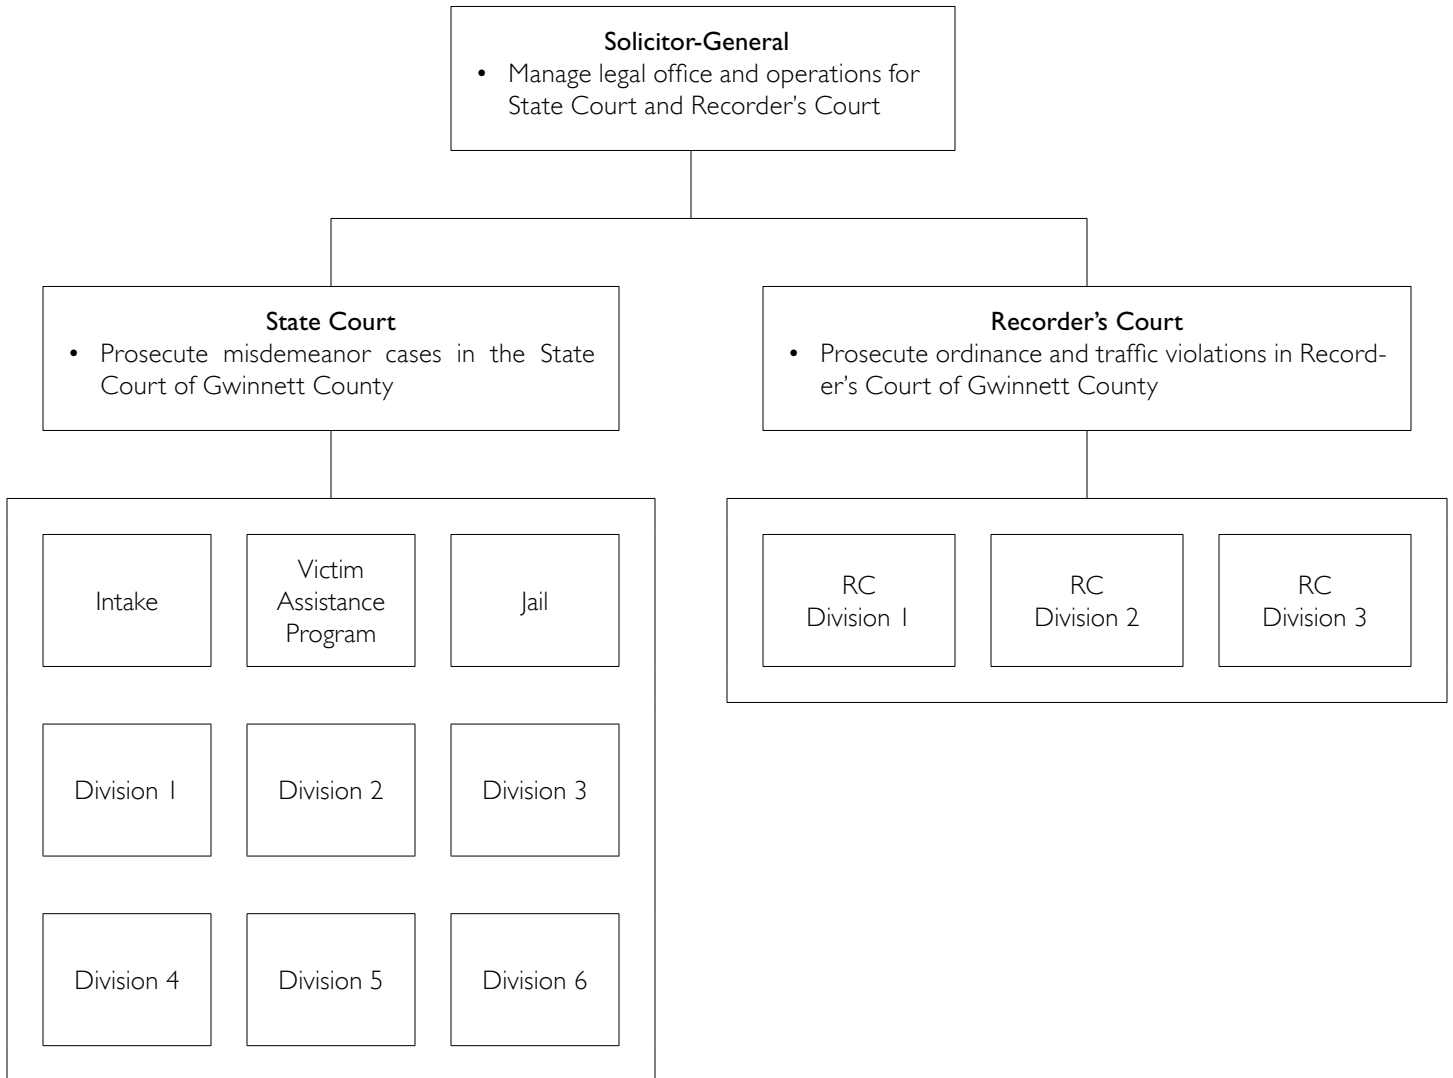 Solicitor-General
• Manage legal office and operations for
State Court and Recorder’s Court
State Court
• Prosecute misdemeanor cases in the State
Court of Gwinnett County
Recorder’s Court
• Prosecute ordinance and traffic violations in Record-
er’s Court of Gwinnett County
Intake
Victim
Assistance
Program
Jail
RC
Division 1
RC
Division 2
RC
Division 3
Division 1
Division 2
Division 3
Division 4
Division 5
Division 6